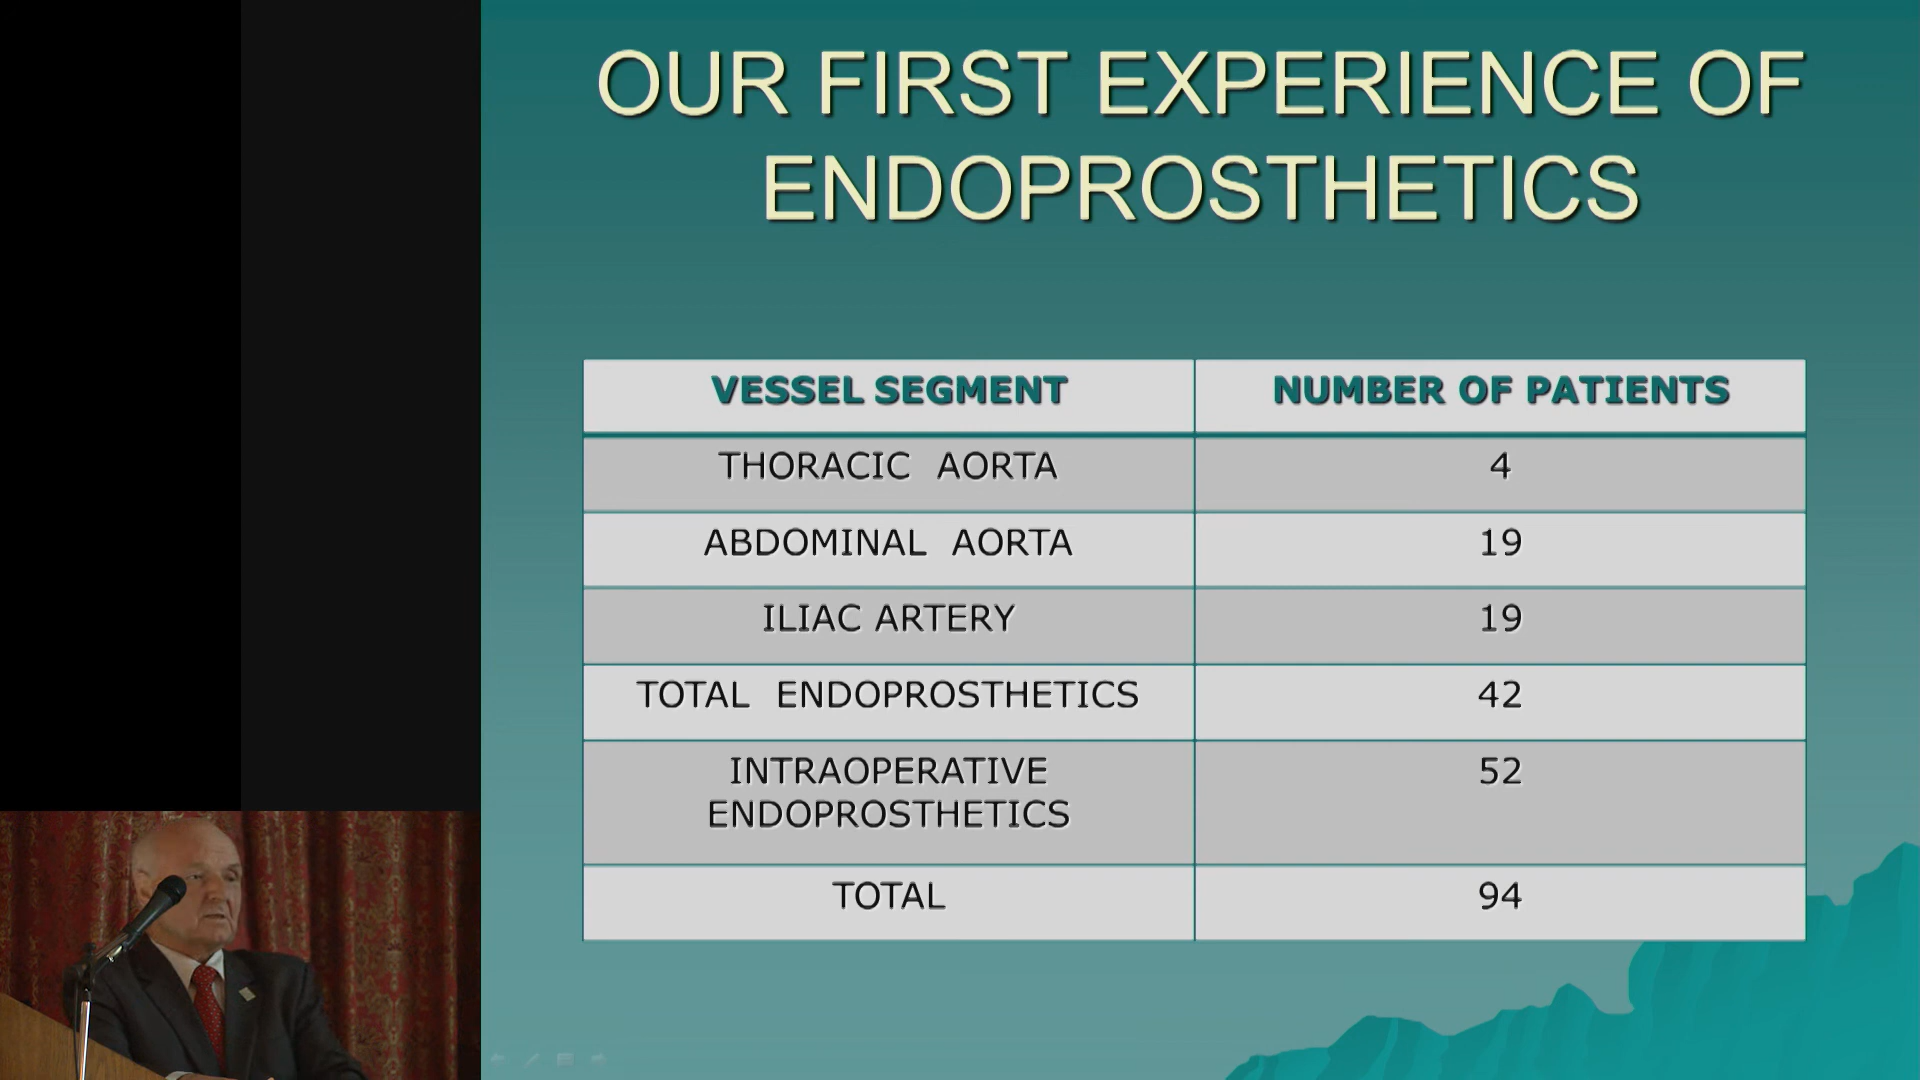 OUR FIRST EXPERIENCE OF
ENDOPROSTHETICS
VESSEL SEGMENT NUMBER OF PATIENTS
THORACIC AORTA 4
ABDOMINAL AORTA 19
ILIAC ARTERY 19
TOTAL ENDOPROSTHETICS 42
INTRAOPERATIVE 52
ENDOPROSTHETICS
TOTAL 94